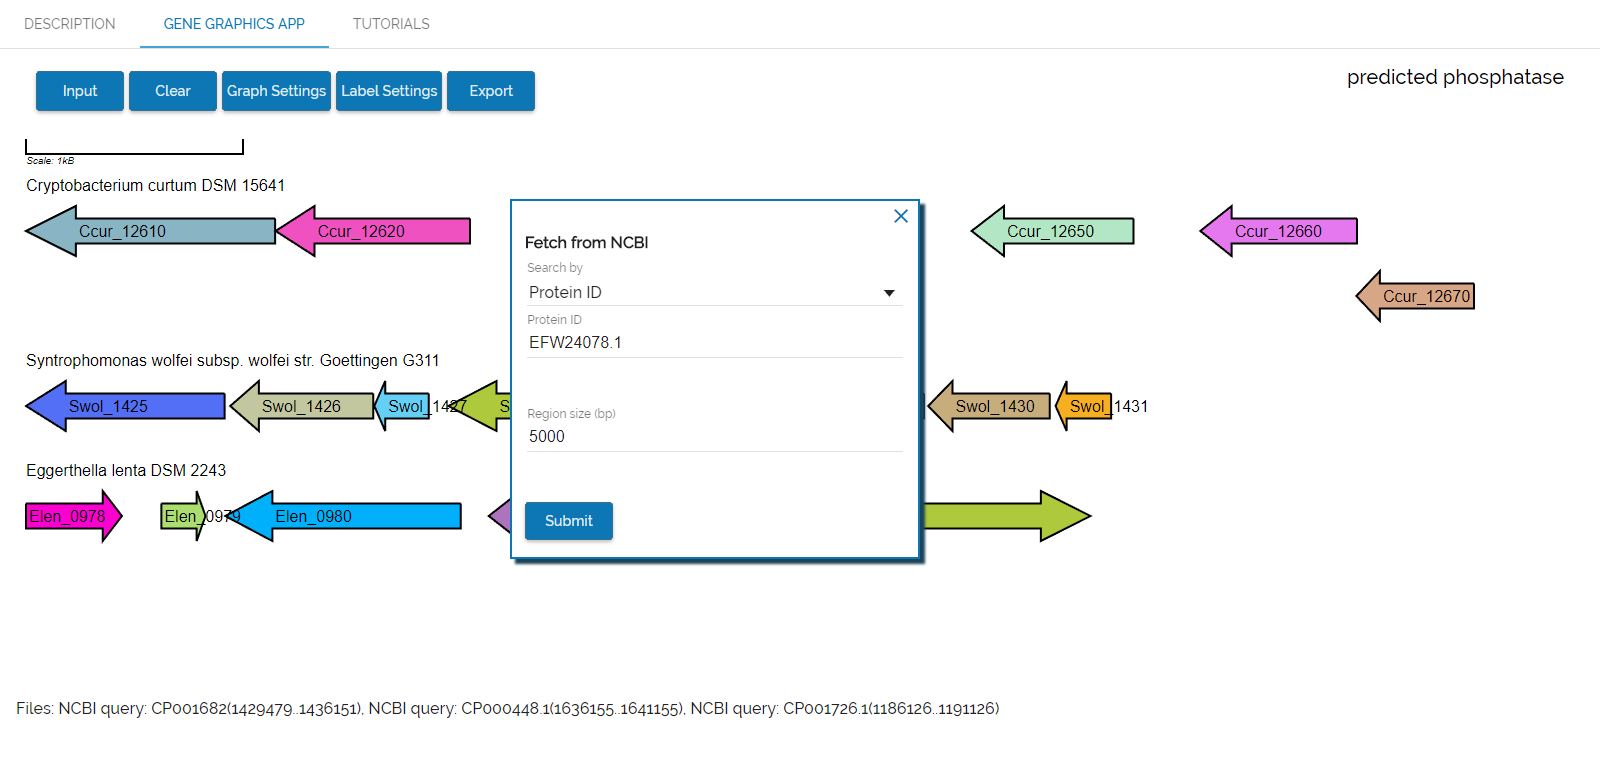 DESCRIPTION GENE GRAPHICS APP TUTORIALS
Input Clear Graph Settings Label Settings Export
predicted phosphatase
Scale: 1kB
Cryptobacterium curtum DSM 15641
Ccur_12610 Ccur_12620 Ccur_12650 Ccur_12660
Ccur_12670
Syntrophomonas wolfei subsp. wolfei str. Goettingen G311
Swol_1425 Swol_1426 Swol_1427 S Swol_1430 Swol_1431
Eggerthella lenta DSM 2243
Elen_0978 Elen_0979 Elen_0980
Fetch from NCBI
Search by
Protein ID
Protein ID
EFW24078.1
Region size (bp)
5000
Submit
Files: NCBI query: CP001682(1429479..1436151), NCBI query: CP000448.1(1636155..1641155), NCBI query: CP001726.1(1186126..1191126)